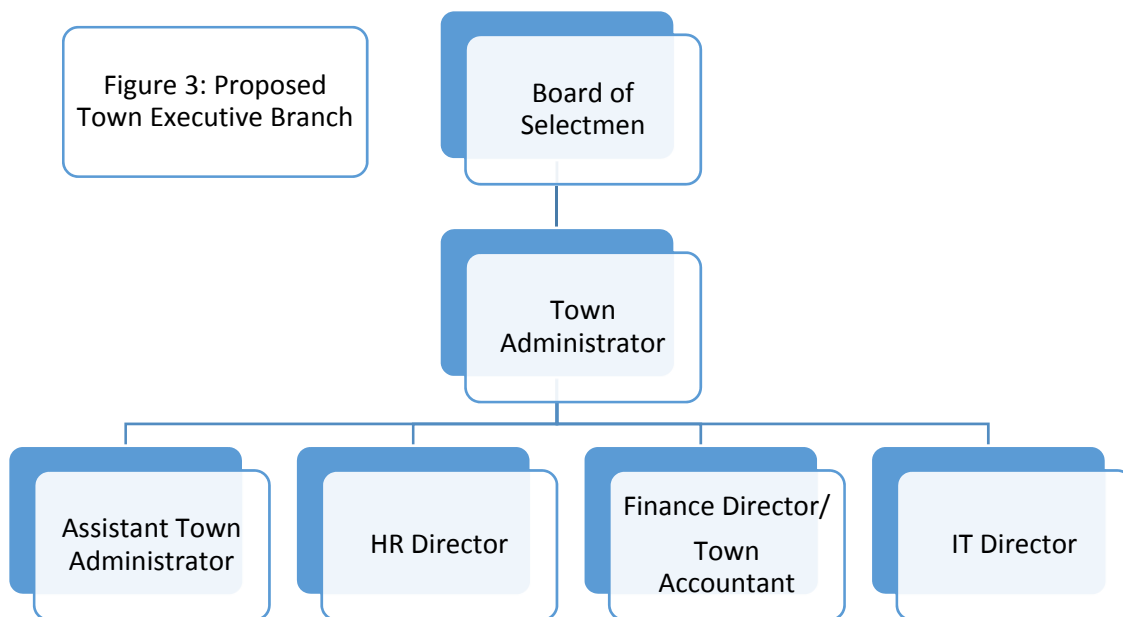 Figure 3: Proposed
Town Executive Branch
Board of
Selectmen
Town
Administrator
Assistant Town
Administrator
HR Director
Finance Director/
Town
Accountant
IT Director